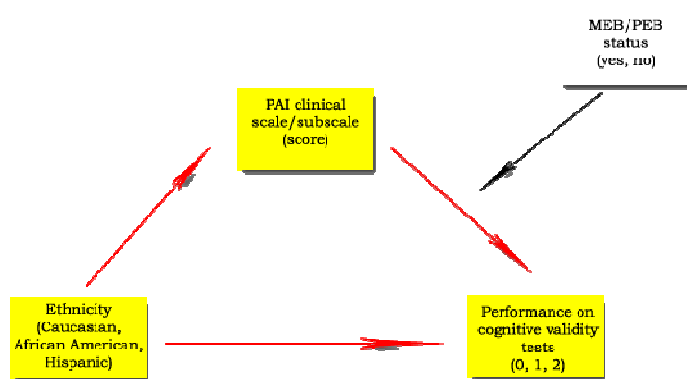 MEB/PEB
status
(yes, no)
PAI clinical
scale/subscale
(score)
Ethnicity
(Caucasian,
African American,
Hispanic)
Performance on
cognitive validity
tests
(0, 1, 2)